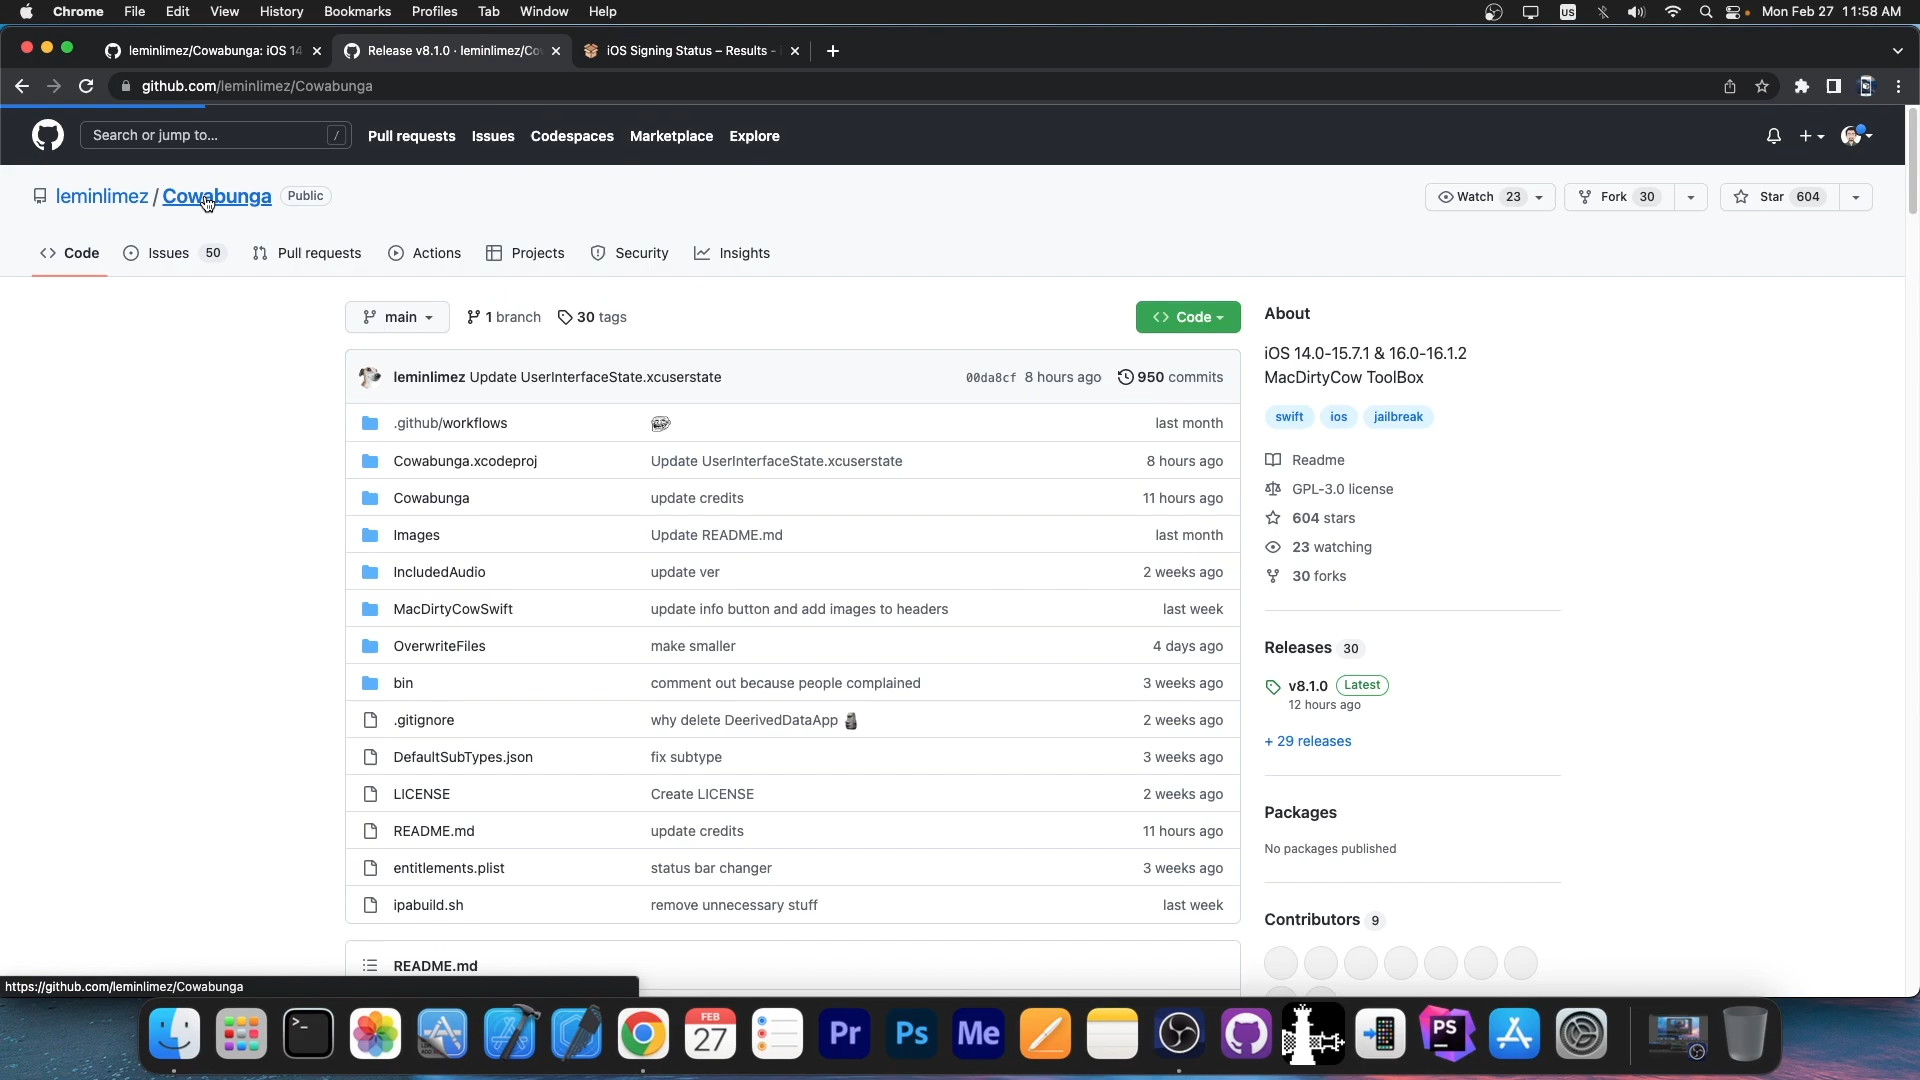 Chrome File Edit View History Bookmarks Profiles Tab Window Help
US
Mon Feb 27 11:58 AM
leminlimez/Cowabunga: iOS 14
Release v8.1.0 · leminlimez/Co
iOS Signing Status – Results -
github.com/leminlimez/Cowabunga
Search or jump to... /
Pull requests Issues Codespaces Marketplace Explore
leminlimez / Cowabunga Public
Watch 23
Fork 30
Star 604
Code Issues 50 Pull requests Actions Projects Security Insights
main 1 branch 30 tags
Code
leminlimez Update UserInterfaceState.xcuserstate 00da8cf 8 hours ago 950 commits
.github/workflows last month
Cowabunga.xcodeproj Update UserInterfaceState.xcuserstate 8 hours ago
Cowabunga update credits 11 hours ago
Images Update README.md last month
IncludedAudio update ver 2 weeks ago
MacDirtyCowSwift update info button and add images to headers last week
OverwriteFiles make smaller 4 days ago
bin comment out because people complained 3 weeks ago
.gitignore why delete DeerivedDataApp 🗿 2 weeks ago
DefaultSubTypes.json fix subtype 3 weeks ago
LICENSE Create LICENSE 2 weeks ago
README.md update credits 11 hours ago
entitlements.plist status bar changer 3 weeks ago
ipabuild.sh remove unnecessary stuff last week
README.md
About
iOS 14.0-15.7.1 & 16.0-16.1.2
MacDirtyCow ToolBox
swift ios jailbreak
Readme
GPL-3.0 license
604 stars
23 watching
30 forks
Releases 30
v8.1.0 Latest
12 hours ago
+ 29 releases
Packages
No packages published
Contributors 9
https://github.com/leminlimez/Cowabunga
FEB
27
Pr
Ps
Me
PS